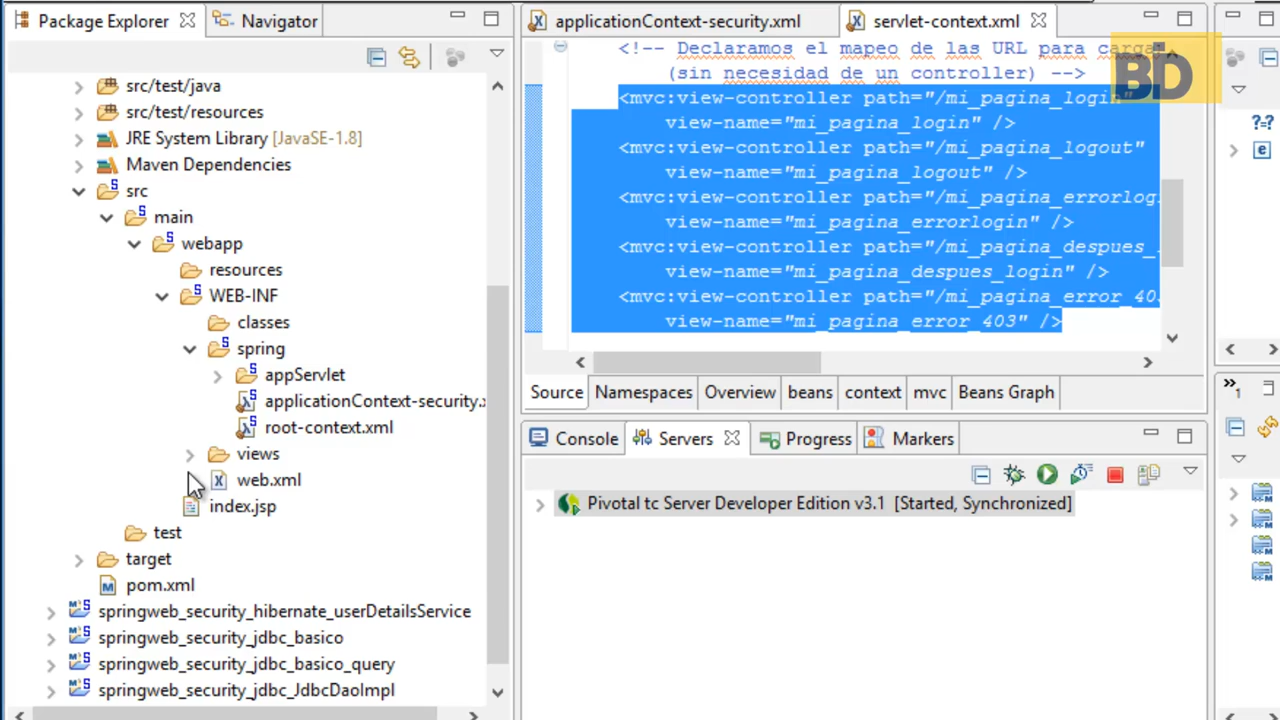 Package Explorer
Navigator
src/test/java
src/test/resources
JRE System Library [JavaSE-1.8]
Maven Dependencies
src
main
webapp
resources
WEB-INF
classes
spring
appServlet
applicationContext-security.
root-context.xml
views
web.xml
index.jsp
test
target
pom.xml
springweb_security_hibernate_userDetailsService
springweb_security_jdbc_basico
springweb_security_jdbc_basico_query
springweb_security_jdbc_JdbcDaoImpl
applicationContext-security.xml
servlet-context.xml
<!-- Declaramos el mapeo de las URL para carga
(sin necesidad de un controller) -->
<mvc:view-controller path="/mi_pagina_login"
view-name="mi_pagina_login" />
<mvc:view-controller path="/mi_pagina_logout"
view-name="mi_pagina_logout" />
<mvc:view-controller path="/mi_pagina_errorlog
view-name="mi_pagina_errorlogin" />
<mvc:view-controller path="/mi_pagina_despues_
view-name="mi_pagina_despues_login" />
<mvc:view-controller path="/mi_pagina_error_40
view-name="mi_pagina_error_403" />
BD
Source
Namespaces
Overview
beans
context
mvc
Beans Graph
Console
Servers
Progress
Markers
Pivotal tc Server Developer Edition v3.1 [Started, Synchronized]
?=?
e
»1